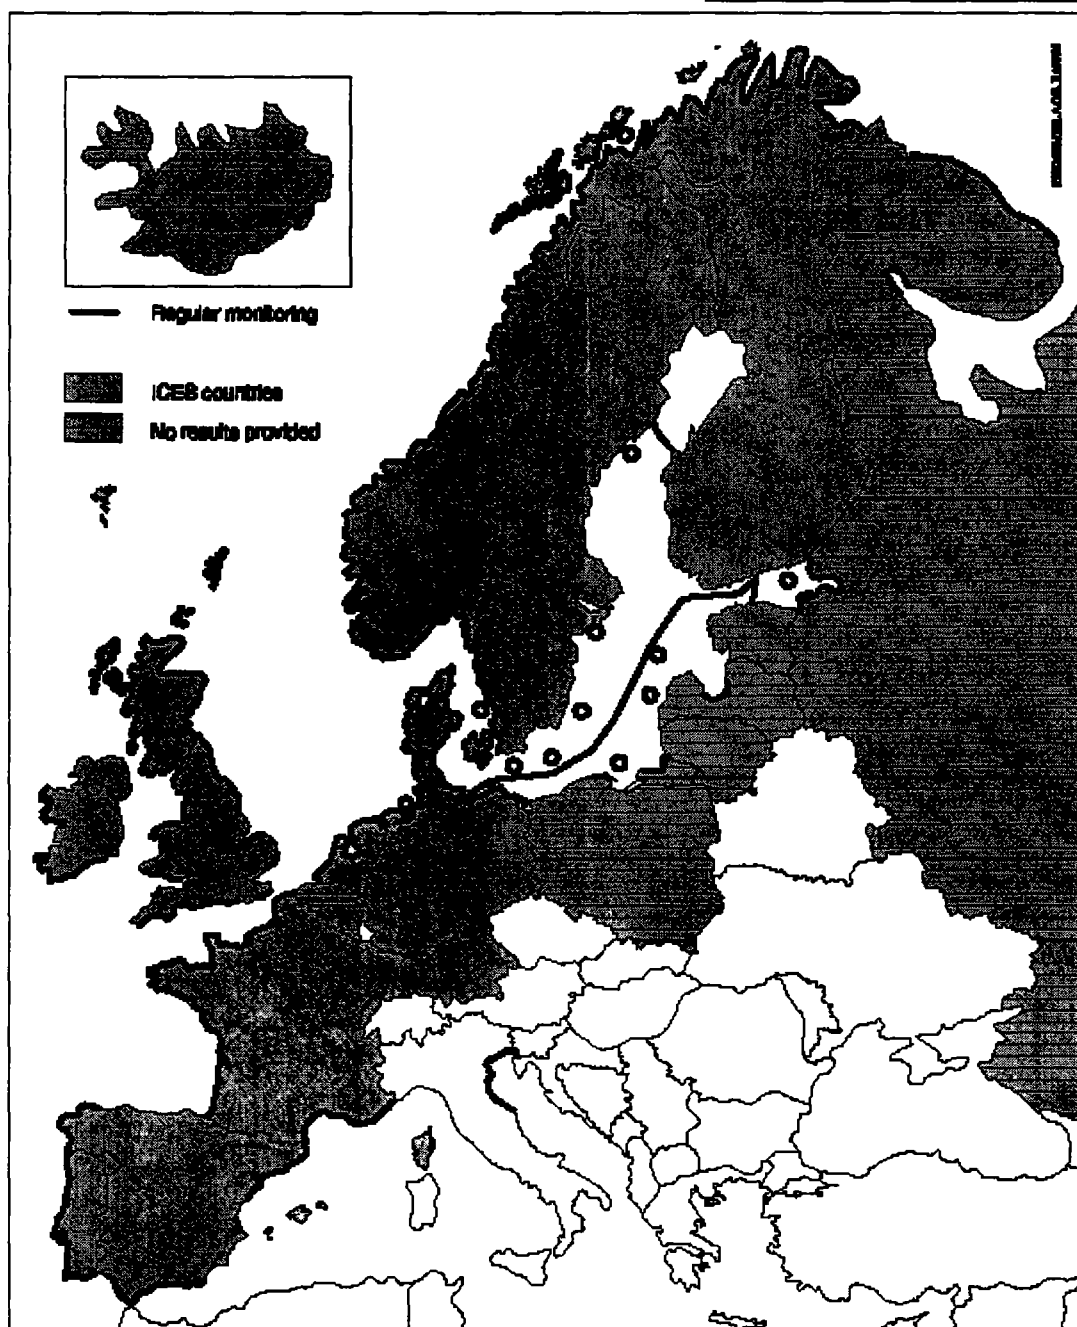 Regular monitoring
ICES countries
No results provided